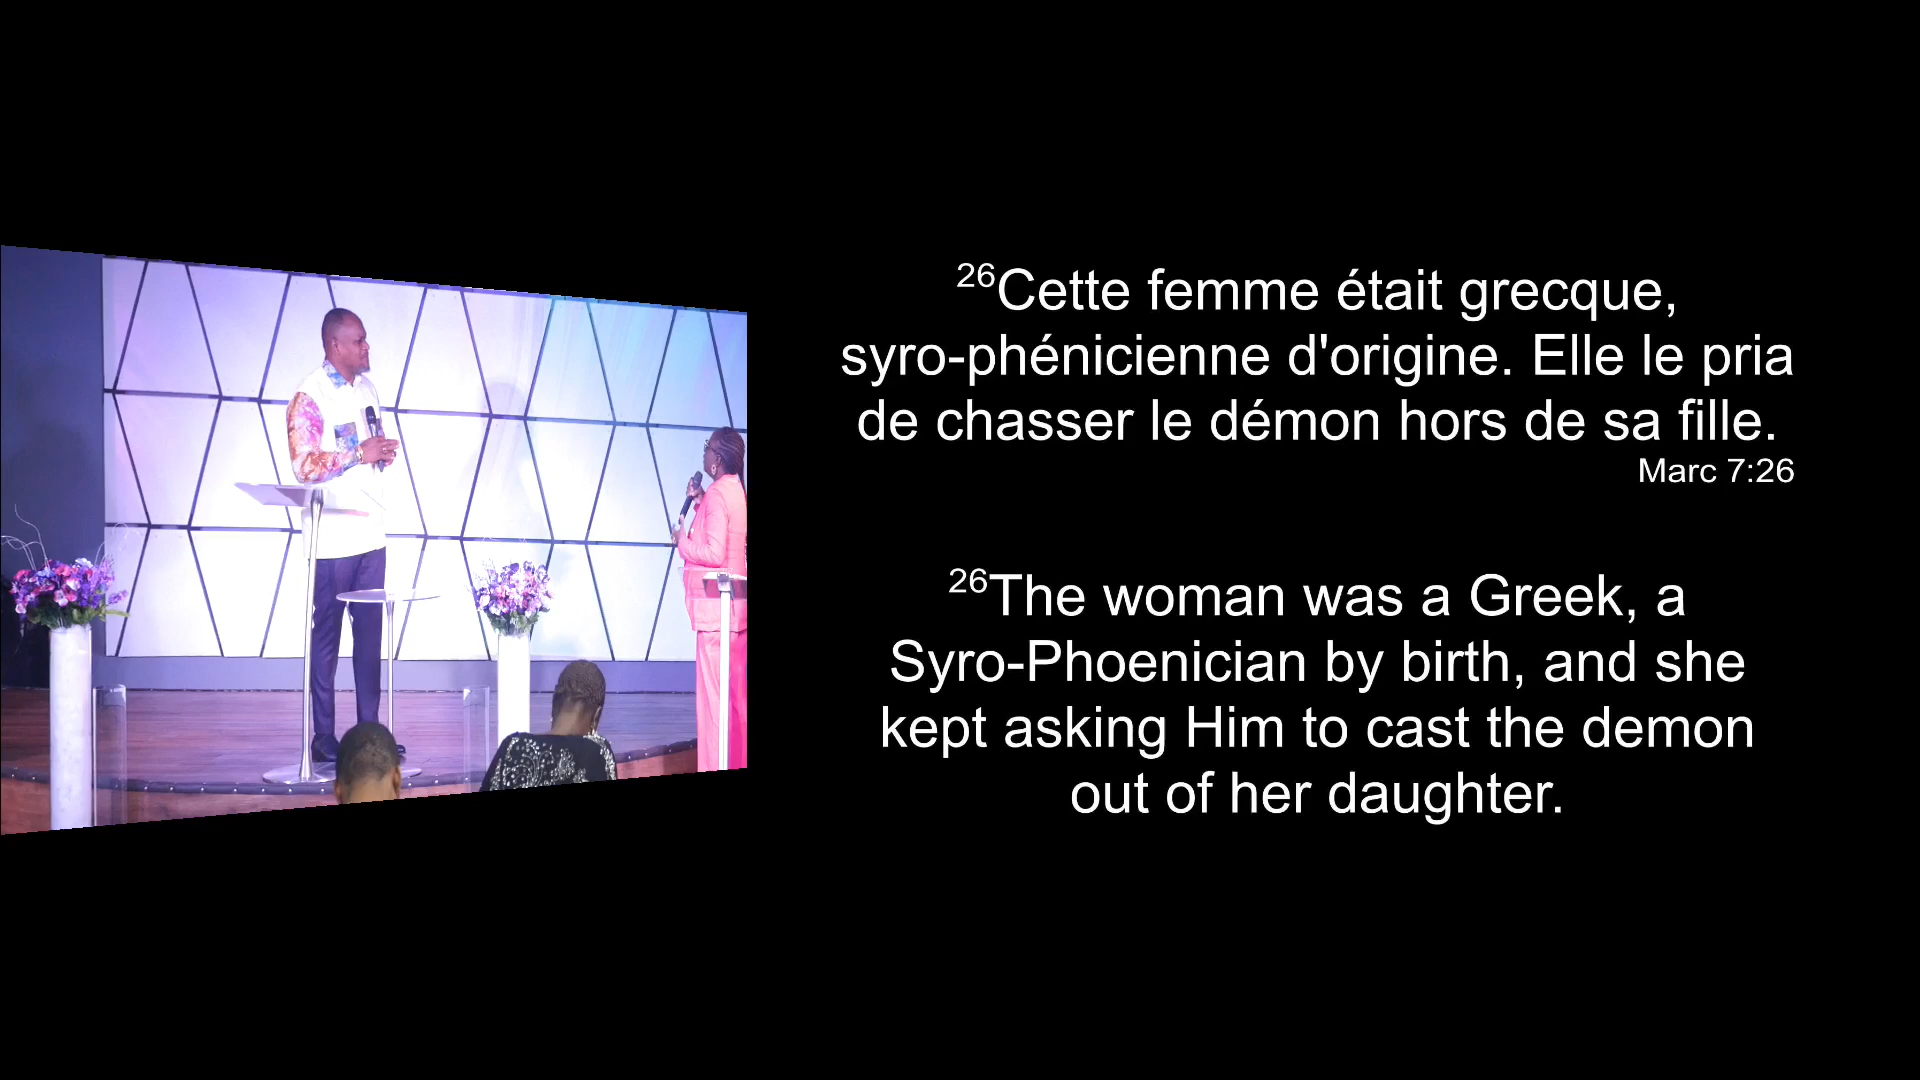 26Cette femme était grecque,
syro-phénicienne d'origine. Elle le pria
de chasser le démon hors de sa fille.
Marc 7:26
26The woman was a Greek, a
Syro-Phoenician by birth, and she
kept asking Him to cast the demon
out of her daughter.